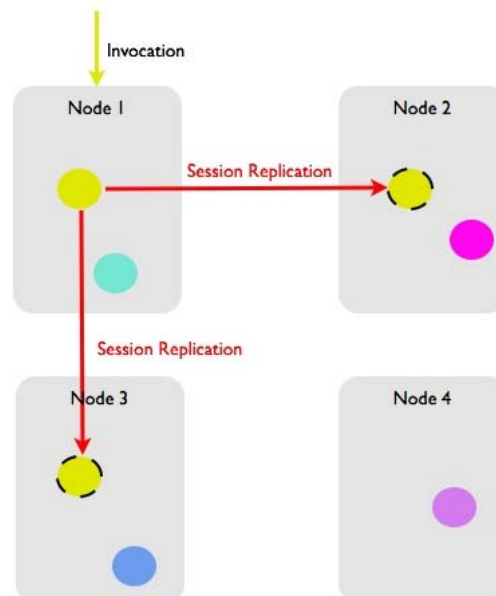 Invocation
Node 1
Node 2
Session Replication
Session Replication
Node 3
Node 4